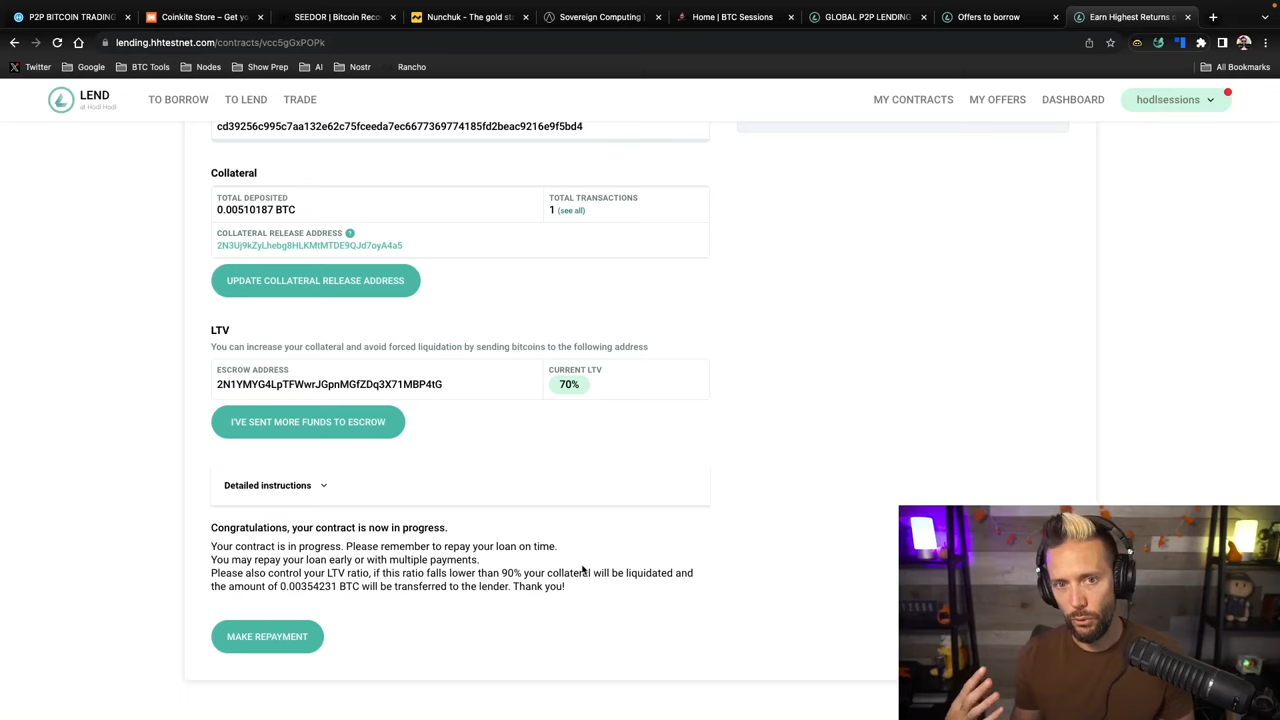 P2P BITCOIN TRADING
Coinkite Store – Get yo
SEEDOR | Bitcoin Reco
Nunchuk - The gold sta
Sovereign Computing |
Home | BTC Sessions
GLOBAL P2P LENDING
Offers to borrow
Earn Highest Returns o
lending.hhtestnet.com/contracts/vcc5gGxPOPk
Twitter
Google
BTC Tools
Nodes
Show Prep
AI
Nostr
Rancho
All Bookmarks
LEND
at Hodl Hodl
TO BORROW
TO LEND
TRADE
MY CONTRACTS
MY OFFERS
DASHBOARD
hodlsessions
cd39256c995c7aa132e62c75fceeda7ec6677369774185fd2beac9216e9f5bd4
Collateral
TOTAL DEPOSITED
0.00510187 BTC
TOTAL TRANSACTIONS
1 (see all)
COLLATERAL RELEASE ADDRESS ?
2N3Uj9kZyLhebg8HLKMtMTDE9QJd7oyA4a5
UPDATE COLLATERAL RELEASE ADDRESS
LTV
You can increase your collateral and avoid forced liquidation by sending bitcoins to the following address
ESCROW ADDRESS
2N1YMYG4LpTFWwrJGpnMGfZDq3X71MBP4tG
CURRENT LTV
70%
I'VE SENT MORE FUNDS TO ESCROW
Detailed instructions
Congratulations, your contract is now in progress.
Your contract is in progress. Please remember to repay your loan on time.
You may repay your loan early or with multiple payments.
Please also control your LTV ratio, if this ratio falls lower than 90% your collateral will be liquidated and
the amount of 0.00354231 BTC will be transferred to the lender. Thank you!
MAKE REPAYMENT